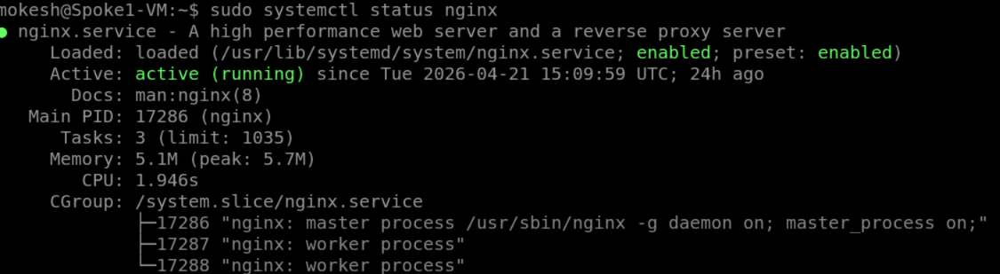 mokesh@Spoke1-VM:~$ sudo systemctl status nginx
● nginx.service - A high performance web server and a reverse proxy server
     Loaded: loaded (/usr/lib/systemd/system/nginx.service; enabled; preset: enabled)
     Active: active (running) since Tue 2026-04-21 15:09:59 UTC; 24h ago
       Docs: man:nginx(8)
   Main PID: 17286 (nginx)
      Tasks: 3 (limit: 1035)
     Memory: 5.1M (peak: 5.7M)
        CPU: 1.946s
     CGroup: /system.slice/nginx.service
             ├─17286 "nginx: master process /usr/sbin/nginx -g daemon on; master_process on;"
             ├─17287 "nginx: worker process"
             └─17288 "nginx: worker process"